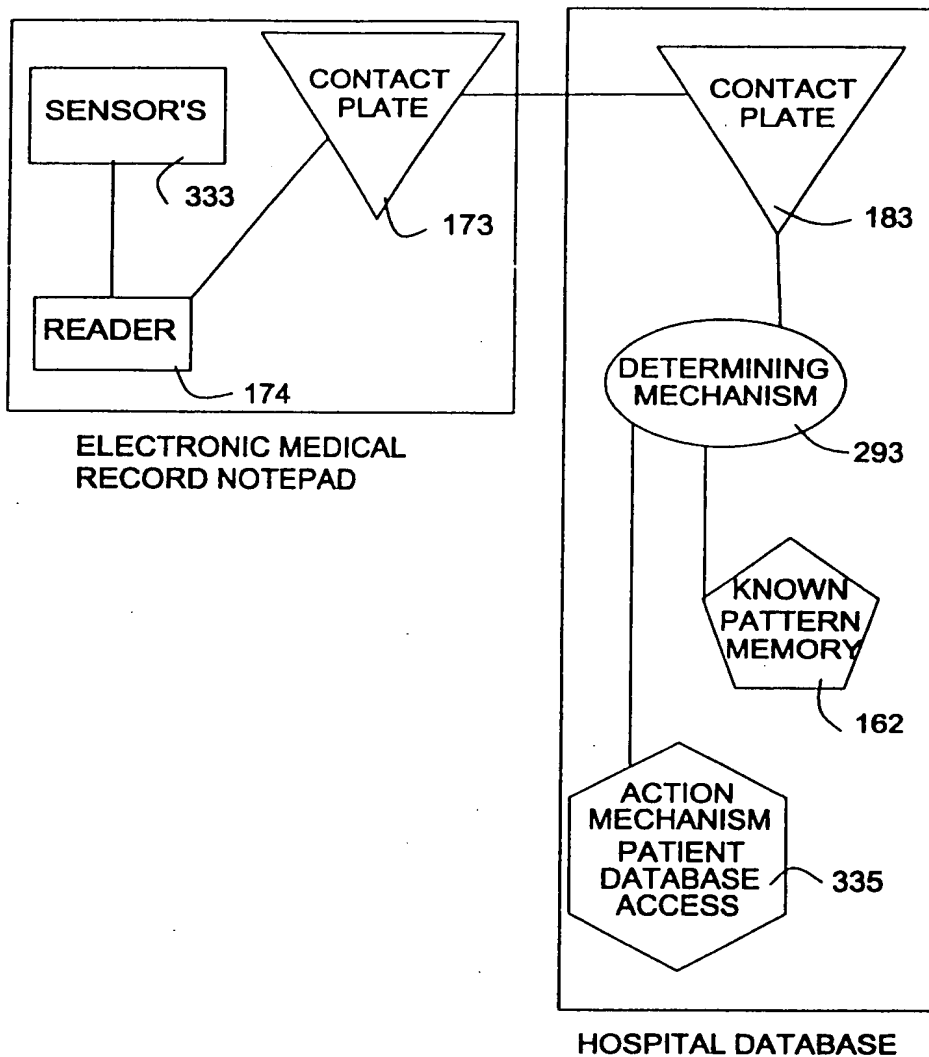 SENSOR'S
333
CONTACT
PLATE
173
READER
174
ELECTRONIC MEDICAL
RECORD NOTEPAD
CONTACT
PLATE
183
DETERMINING
MECHANISM
293
KNOWN
PATTERN
MEMORY
162
ACTION
MECHANISM
PATIENT
DATABASE
ACCESS
335
HOSPITAL DATABASE